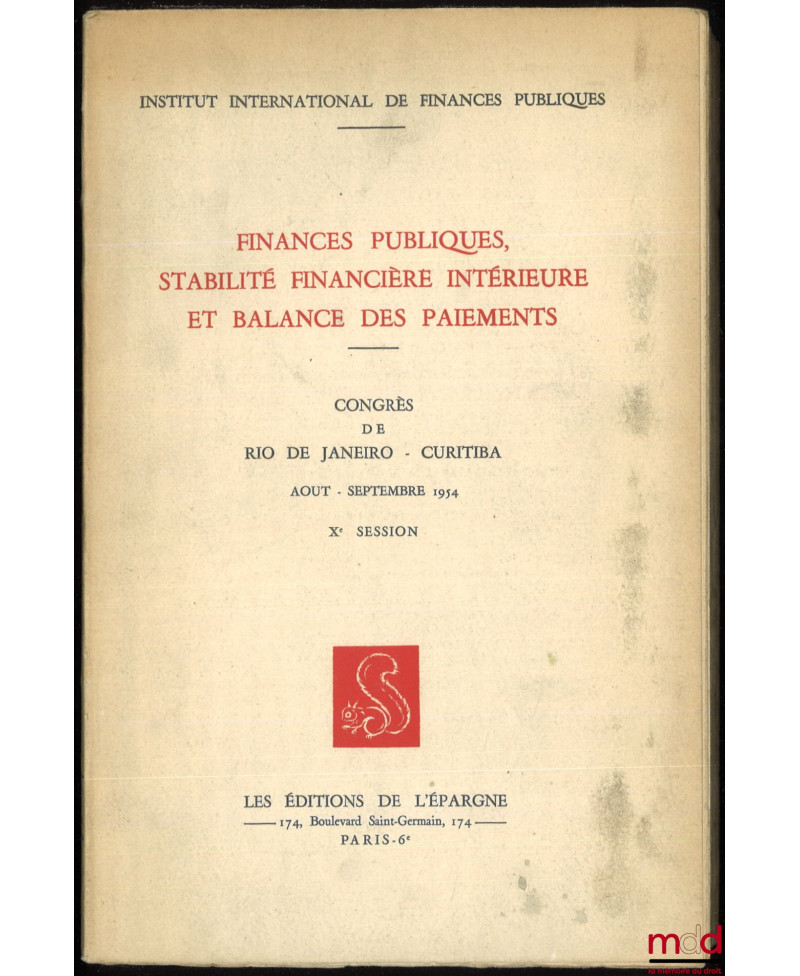 INSTITUT INTERNATIONAL DE FINANCES PUBLIQUES
FINANCES PUBLIQUES,
STABILITÉ FINANCIÈRE INTÉRIEURE
ET BALANCE DES PAIEMENTS
CONGRÈS
DE
RIO DE JANEIRO - CURITIBA
AOUT - SEPTEMBRE 1954
Xe SESSION
LES ÉDITIONS DE L'ÉPARGNE
174, Boulevard Saint-Germain, 174
PARIS-6e
mdd
la mémoire du droit